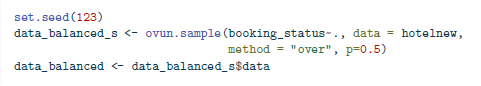 set.seed(123)
data_balanced_s <- ovun.sample(booking_status~., data = hotelnew,
method = "over", p=0.5)
data_balanced <- data_balanced_s$data